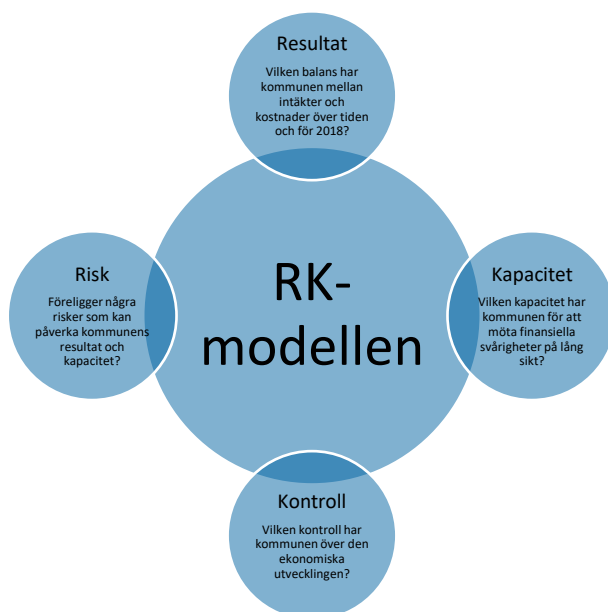 Resultat
Vilken balans har
kommunen mellan
intäkter och
kostnader över tiden
och för 2018?
Risk
Föreligger några
risker som kan
påverka kommunens
resultat och
kapacitet?
RK-
modellen
Kapacitet
Vilken kapacitet har
kommunen för att
möta finansiella
svårigheter på lång
sikt?
Kontroll
Vilken kontroll har
kommunen över den
ekonomiska
utvecklingen?